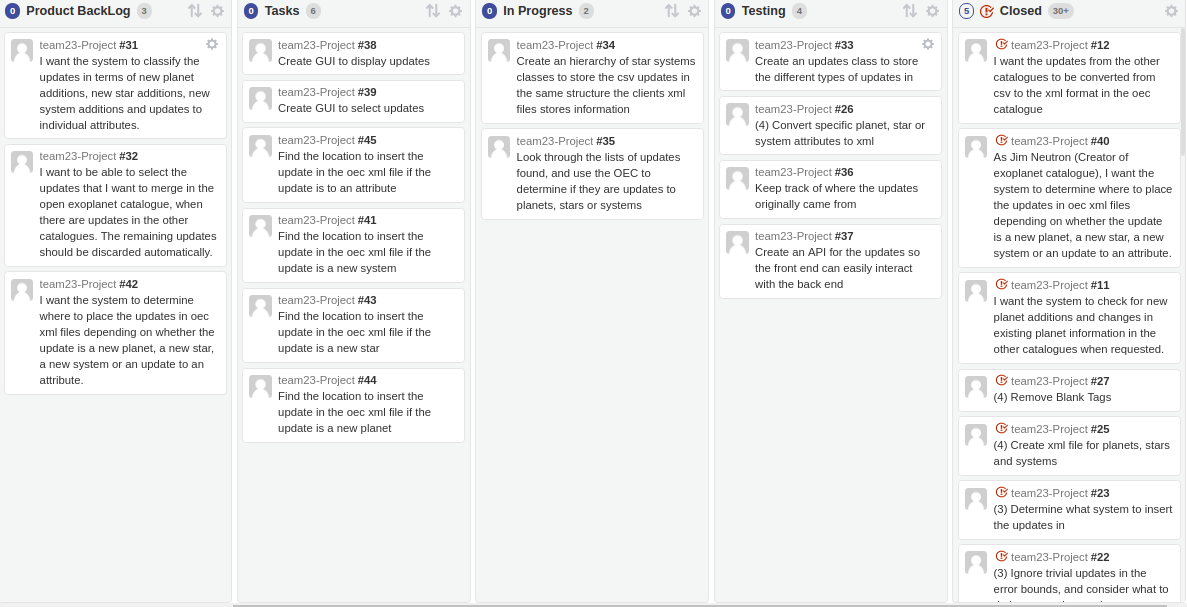 0 Product BackLog 3
team23-Project #31
I want the system to classify the
updates in terms of new planet
additions, new star additions, new
system additions and updates to
individual attributes.
team23-Project #32
I want to be able to select the
updates that I want to merge in the
open exoplanet catalogue, when
there are updates in the other
catalogues. The remaining updates
should be discarded automatically.
team23-Project #42
I want the system to determine
where to place the updates in oec
xml files depending on whether the
update is a new planet, a new star,
a new system or an update to an
attribute.
0 Tasks 6
team23-Project #38
Create GUI to display updates
team23-Project #39
Create GUI to select updates
team23-Project #45
Find the location to insert the
update in the oec xml file if the
update is to an attribute
team23-Project #41
Find the location to insert the
update in the oec xml file if the
update is a new system
team23-Project #43
Find the location to insert the
update in the oec xml file if the
update is a new star
team23-Project #44
Find the location to insert the
update in the oec xml file if the
update is a new planet
0 In Progress 2
team23-Project #34
Create an hierarchy of star systems
classes to store the csv updates in
the same structure the clients xml
files stores information
team23-Project #35
Look through the lists of updates
found, and use the OEC to
determine if they are updates to
planets, stars or systems
0 Testing 4
team23-Project #33
Create an updates class to store
the different types of updates in
team23-Project #26
(4) Convert specific planet, star or
system attributes to xml
team23-Project #36
Keep track of where the updates
originally came from
team23-Project #37
Create an API for the updates so
the front end can easily interact
with the back end
5 Closed 30+
team23-Project #12
I want the updates from the other
catalogues to be converted from
csv to the xml format in the oec
catalogue
team23-Project #40
As Jim Neutron (Creator of
exoplanet catalogue), I want the
system to determine where to place
the updates in oec xml files
depending on whether the update
is a new planet, a new star, a new
system or an update to an attribute.
team23-Project #11
I want the system to check for new
planet additions and changes in
existing planet information in the
other catalogues when requested.
team23-Project #27
(4) Remove Blank Tags
team23-Project #25
(4) Create xml file for planets, stars
and systems
team23-Project #23
(3) Determine what system to insert
the updates in
team23-Project #22
(3) Ignore trivial updates in the
error bounds, and consider what to